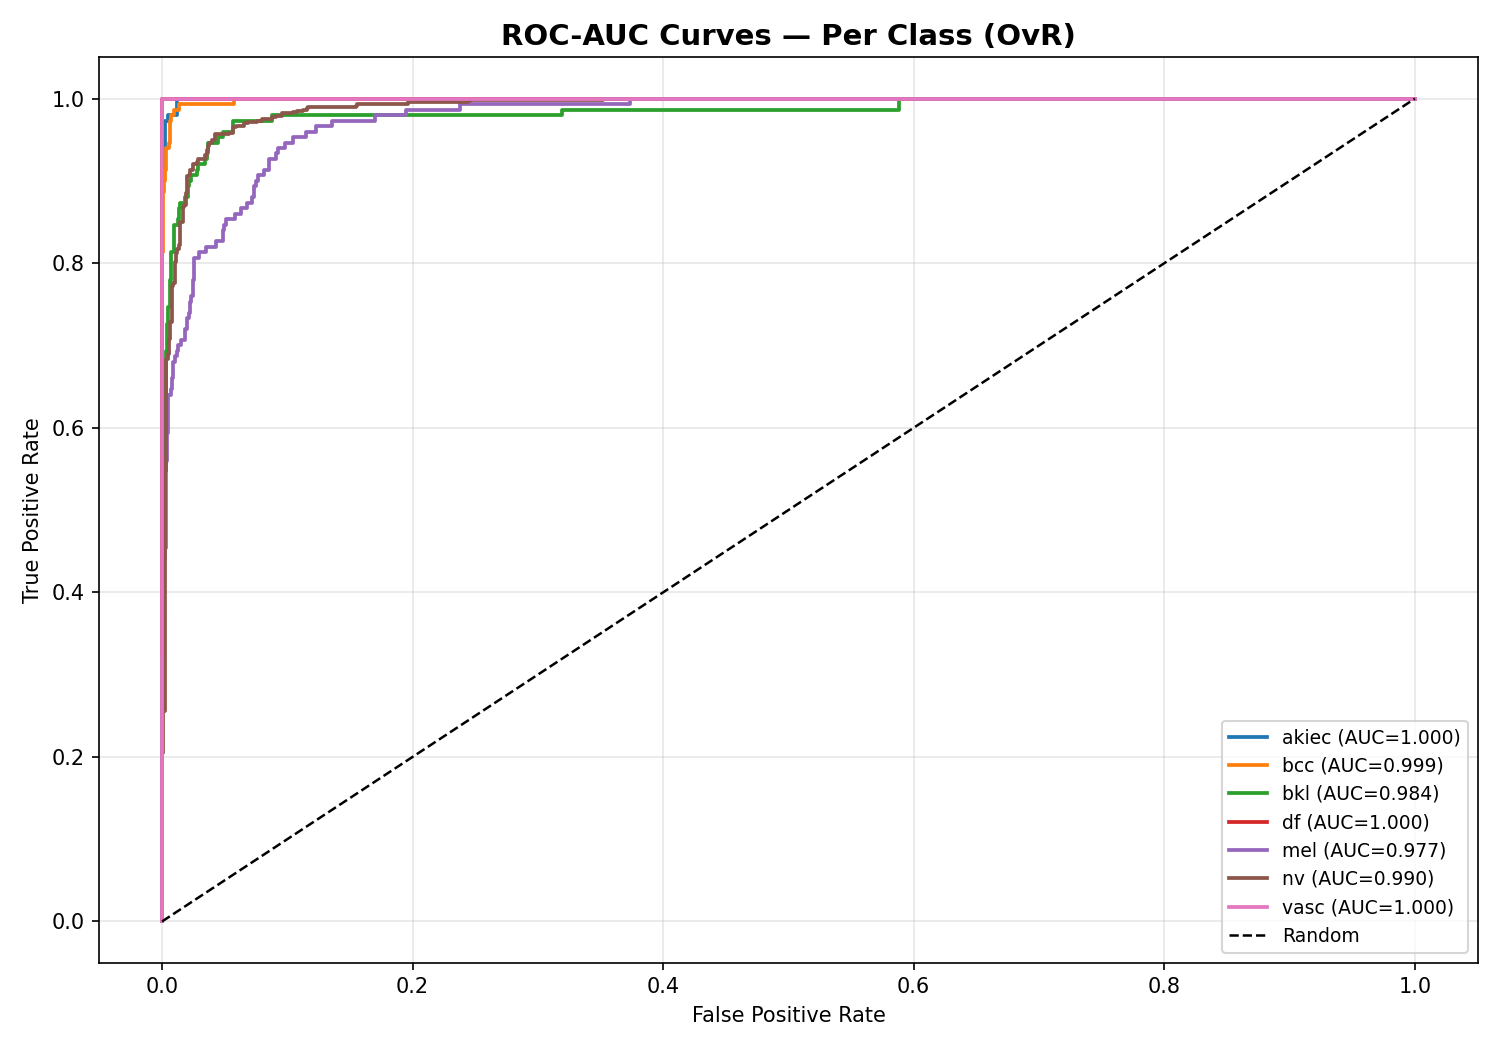 ROC-AUC Curves — Per Class (OvR)
True Positive Rate
1.0
0.8
0.6
0.4
0.2
0.0
akiec (AUC=1.000)
bcc (AUC=0.999)
bkl (AUC=0.984)
df (AUC=1.000)
mel (AUC=0.977)
nv (AUC=0.990)
vasc (AUC=1.000)
Random
0.0 0.2 0.4 0.6 0.8 1.0
False Positive Rate